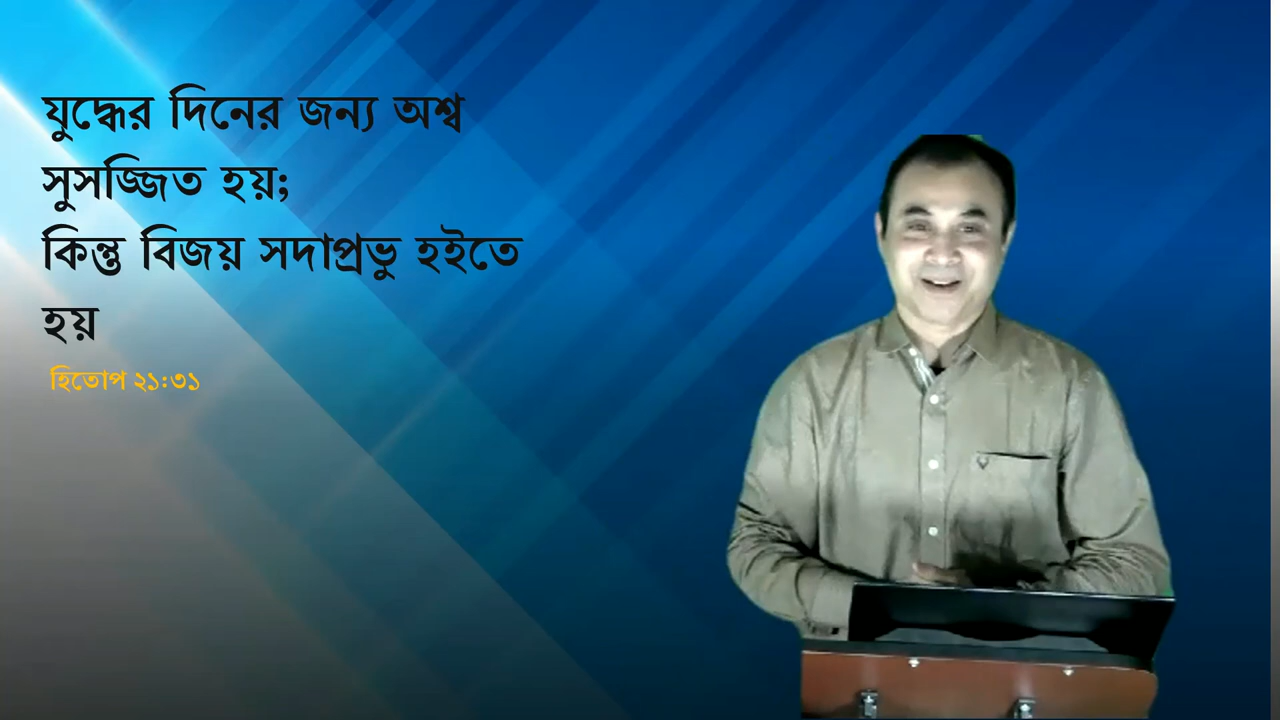 যুদ্ধের দিনের জন্য অশ্ব
সুসজ্জিত হয়;
কিন্তু বিজয় সদাপ্রভু হইতে
হয়
হিতোপ ২১:৩১